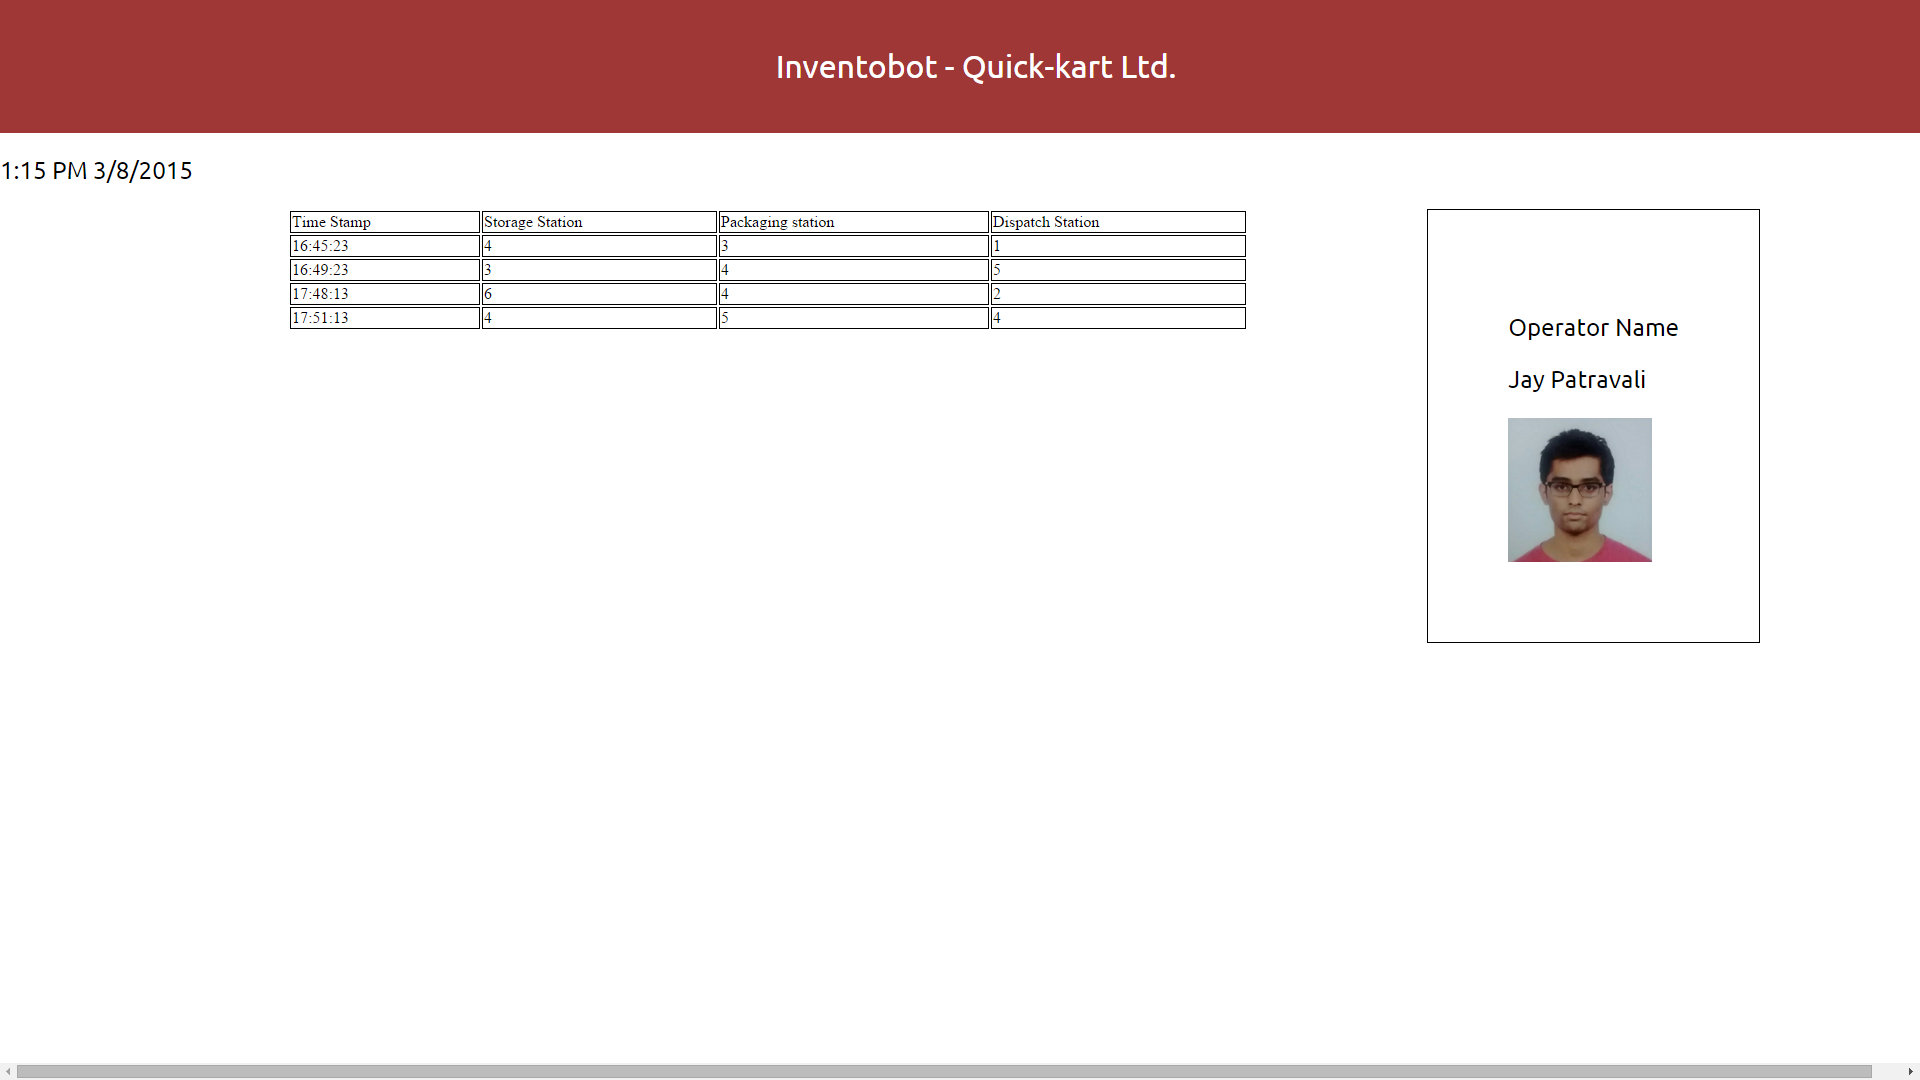 Inventobot - Quick-kart Ltd.
1:15 PM 3/8/2015
Time Stamp Storage Station Packaging station Dispatch Station
16:45:23 4 3 1
16:49:23 3 4 5
17:48:13 6 4 2
17:51:13 4 5 4
Operator Name
Jay Patravali